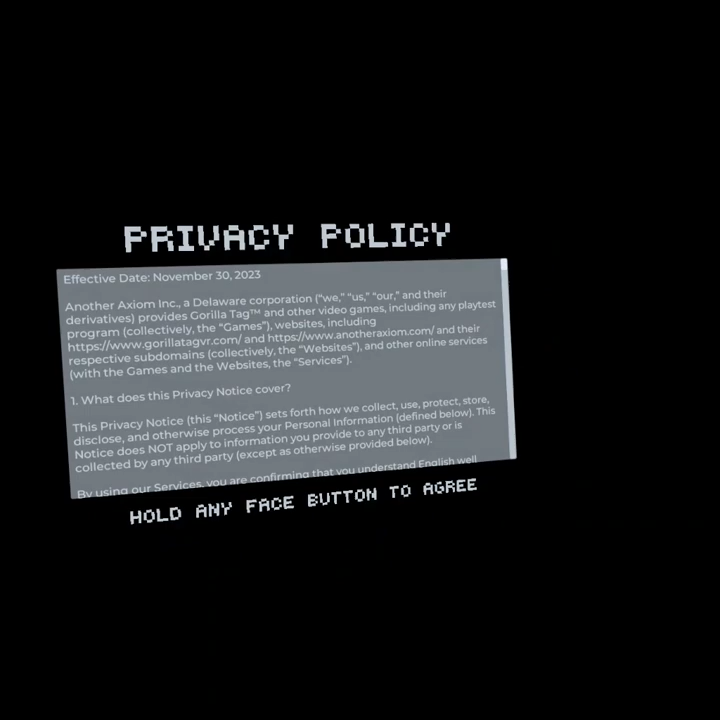 PRIVACY POLICY
Effective Date: November 30, 2023
Another Axiom Inc., a Delaware corporation (“we,” “us,” “our,” and their
derivatives) provides Gorilla Tag™ and other video games, including any playtest
program (collectively, the “Games”), websites, including
https://www.gorillatagvr.com/ and https://www.anotheraxiom.com/ and their
respective subdomains (collectively, the “Websites”), and other online services
(with the Games and the Websites, the “Services”).
1. What does this Privacy Notice cover?
This Privacy Notice (this “Notice”) sets forth how we collect, use, protect, store,
disclose, and otherwise process your Personal Information (defined below). This
Notice does NOT apply to information you provide to any third party or is
collected by any third party (except as otherwise provided below).
By using our Services, you are confirming that you understand English well
HOLD ANY FACE BUTTON TO AGREE